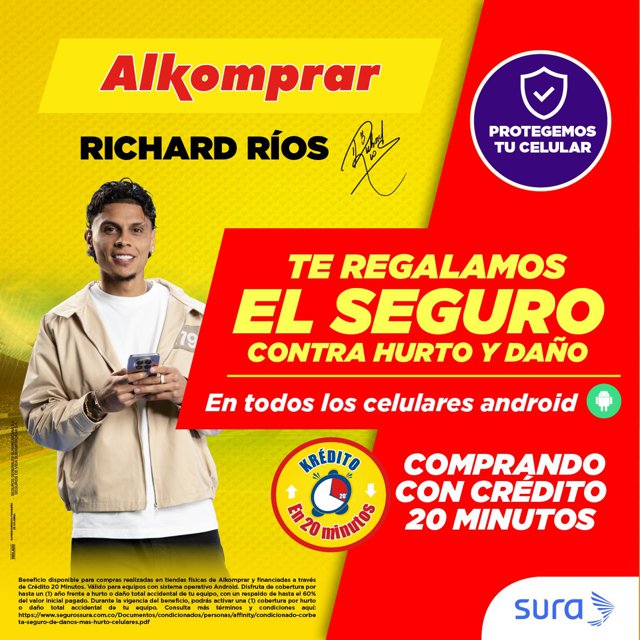 Alkomprar
RICHARD RÍOS
PROTEGEMOS
TU CELULAR
TE REGALAMOS
EL SEGURO
CONTRA HURTO Y DAÑO
En todos los celulares android
KRÉDITO
20'
En 20 minutos
COMPRANDO
CON CRÉDITO
20 MINUTOS
19
Beneficio disponible para compras realizadas en tiendas físicas de Alkomprar y financiadas a través
de Crédito 20 Minutos. Válido para equipos con sistema operativo Android. Disfruta de cobertura por
hasta un (1) año frente a hurto o daño total accidental de tu equipo, con un respaldo de hasta el 60%
del valor inicial pagado. Durante la vigencia del beneficio, podrás activar una (1) cobertura por hurto
o daño total accidental de tu equipo. Consulta más términos y condiciones aquí:
https://www.segurossura.com.co/Documentos/condicionados/personas/affinity/condicionado-corbe
ta-seguro-de-danos-mas-hurto-celulares.pdf
sura